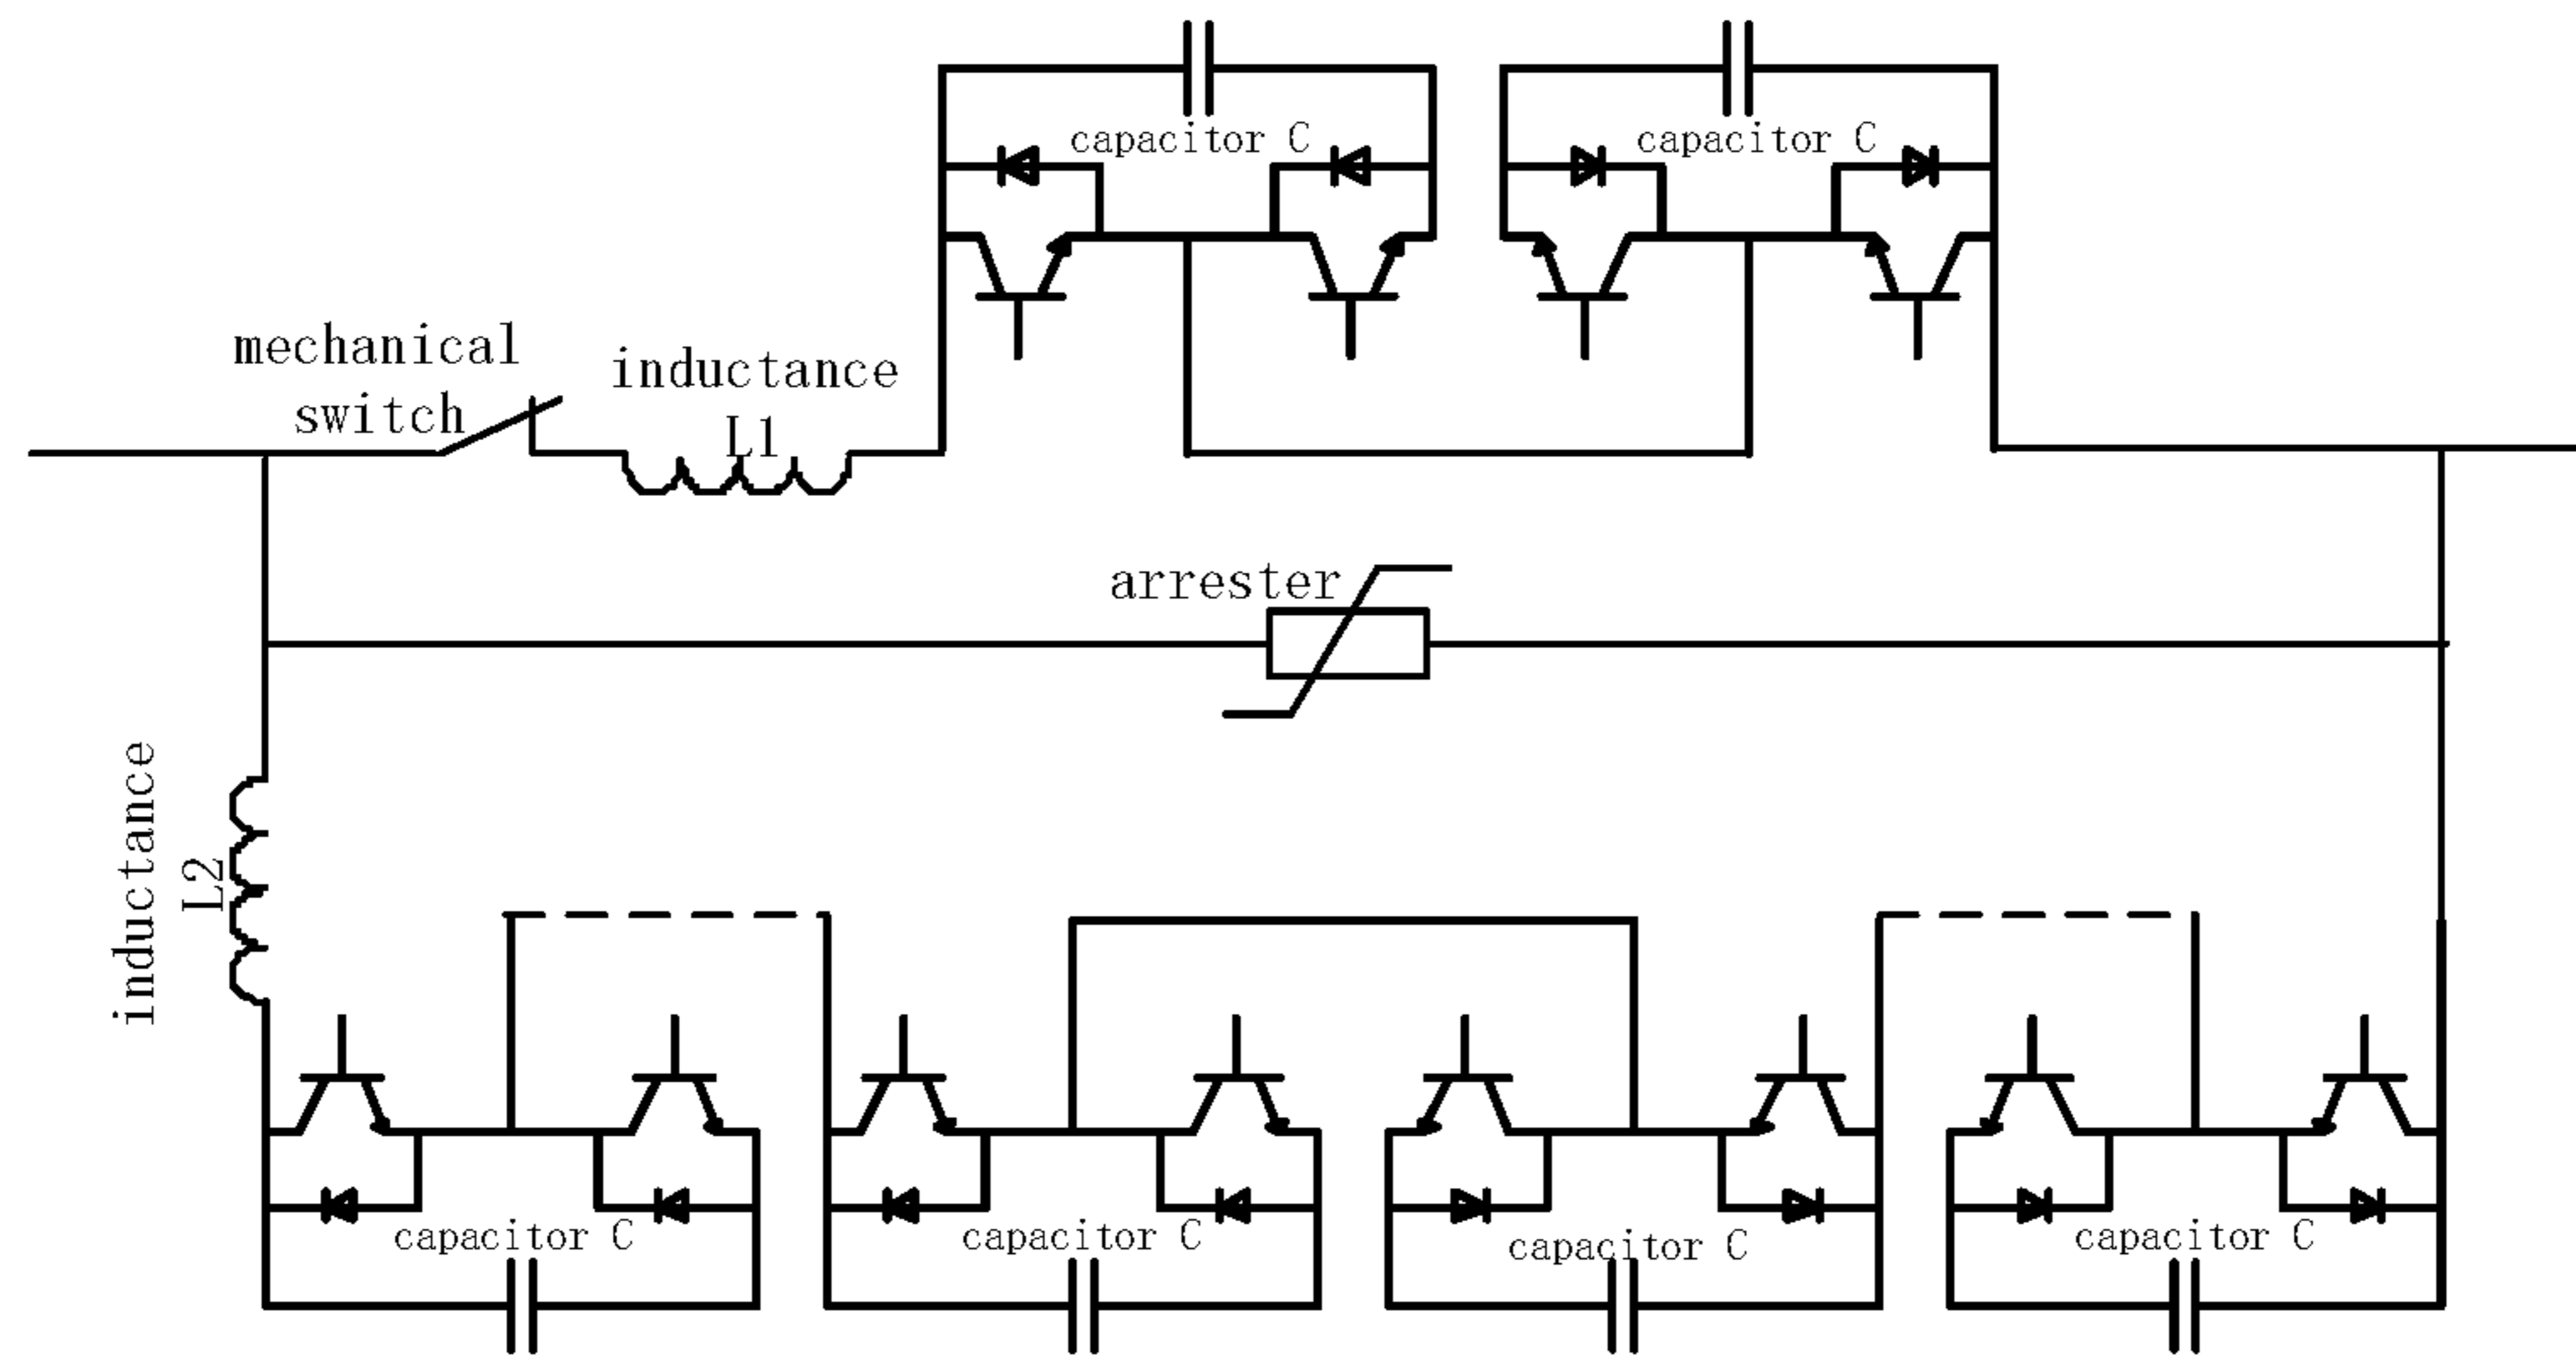 capacitor C
capacitor C
mechanical
switch
inductance
L1
arrester
inductance
L2
capacitor C
capacitor C
capacitor C
capacitor C